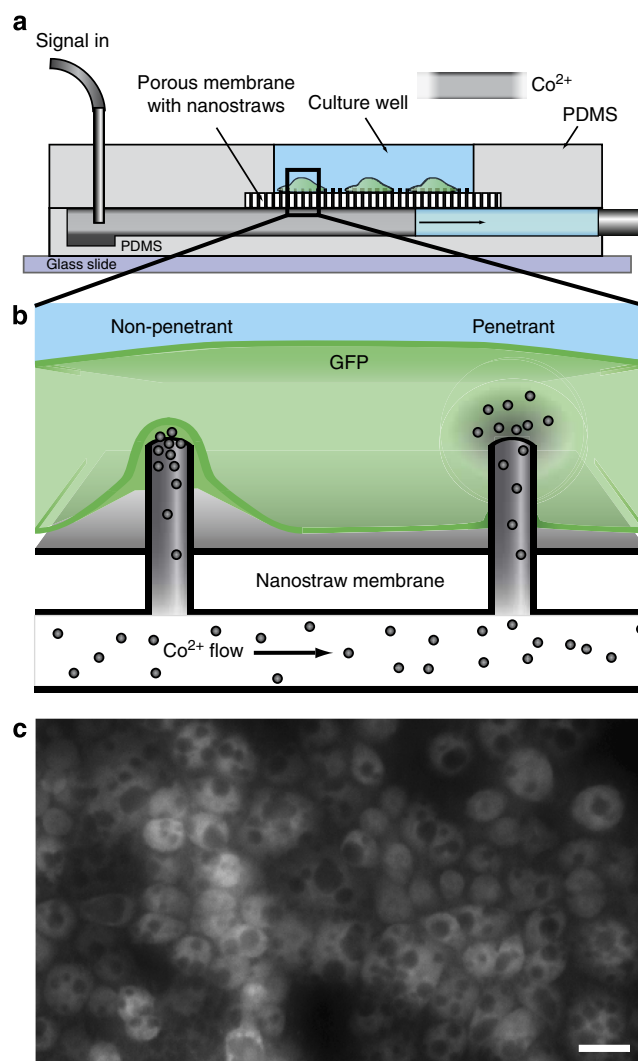 a
Signal in
Porous membrane
with nanostraws
Culture well
Co²⁺
PDMS
PDMS
Glass slide
b
Non-penetrant
Penetrant
GFP
Nanostraw membrane
Co²⁺ flow
c